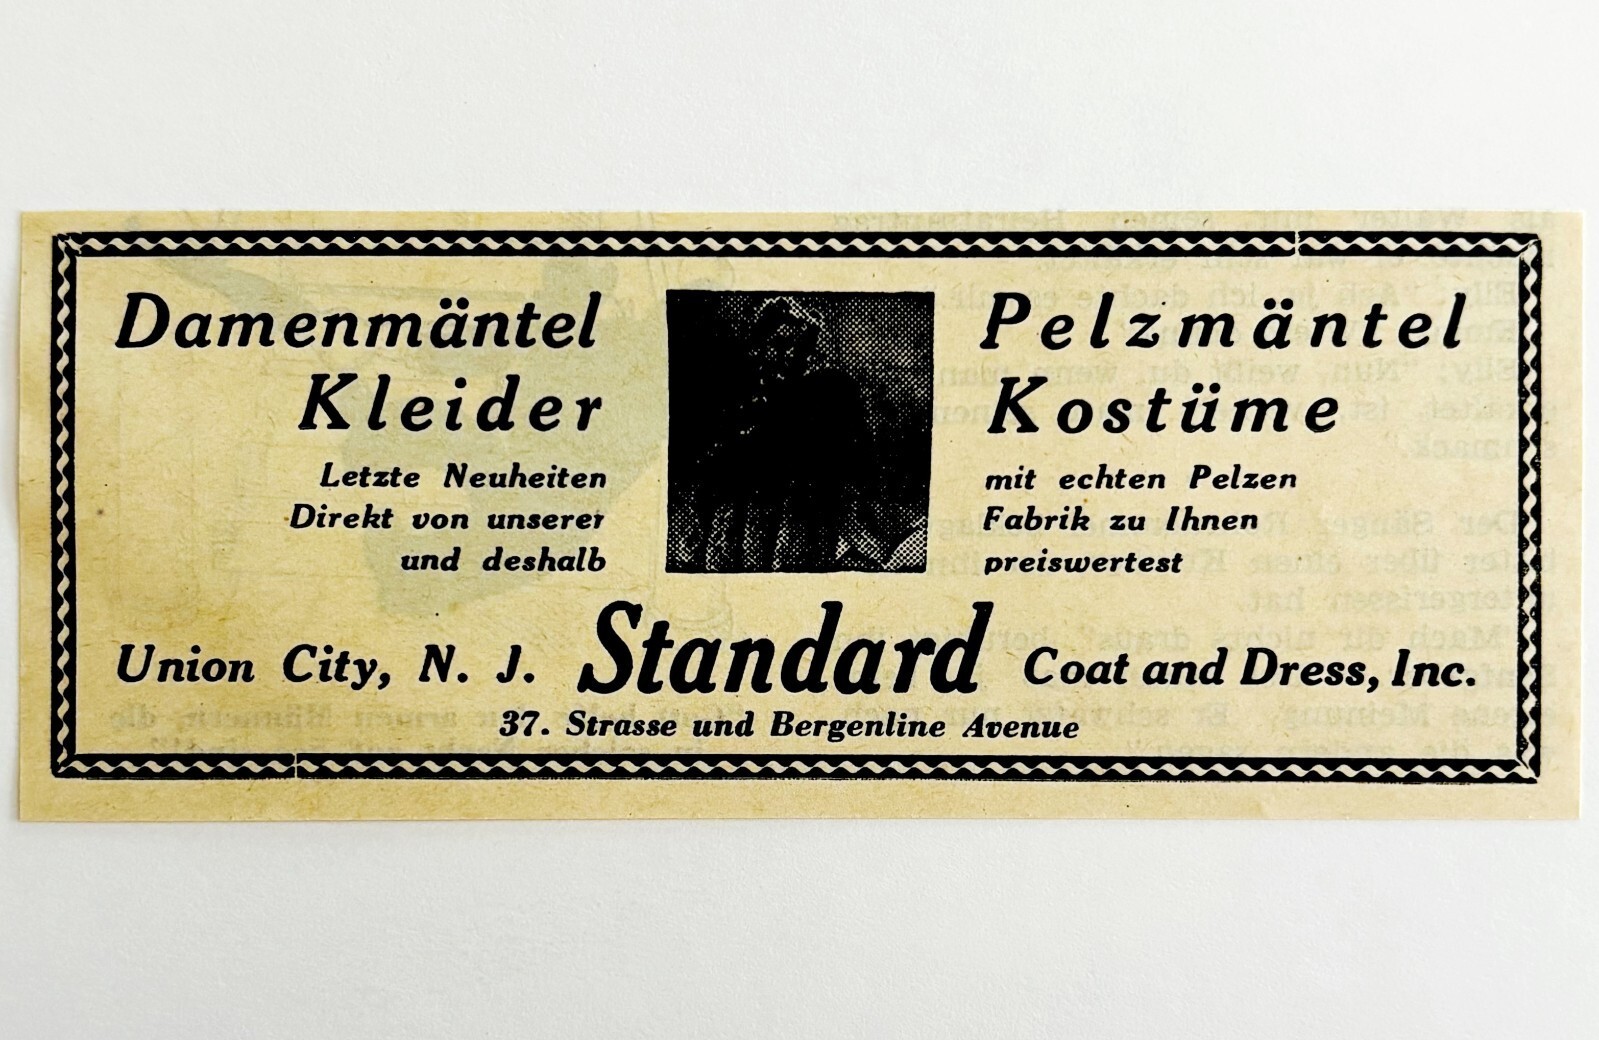 Damenmäntel Pelzmäntel
Kleider Kostüme
Letzte Neuheiten mit echten Pelzen
Direkt von unserer Fabrik zu Ihnen
und deshalb preiswertest
Union City, N. J. Standard Coat and Dress, Inc.
37. Strasse und Bergenline Avenue